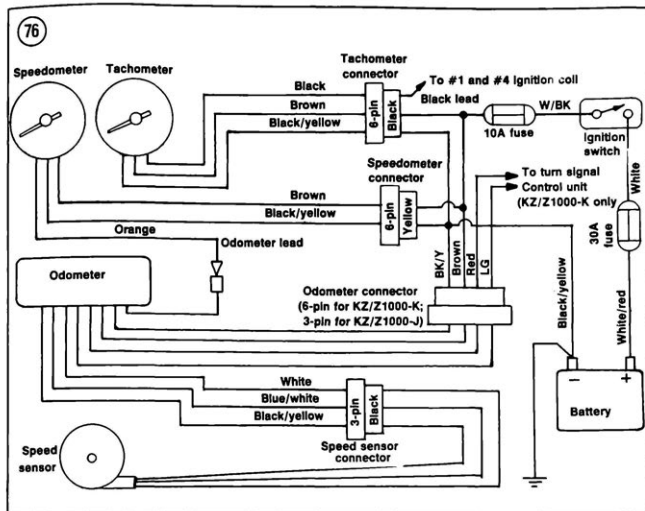 76
Speedometer
Tachometer
Tachometer
connector
Black
Brown
Black/yellow
6-pin
Black
To #1 and #4 ignition coil
Black lead
10A fuse
W/BK
Ignition
switch
White
30A
fuse
White/red
Speedometer
connector
Brown
Black/yellow
6-pin
Yellow
To turn signal
Control unit
(KZ/Z1000-K only
Orange
Odometer lead
BK/Y
Brown
Red
LG
Black/yellow
Odometer
Odometer connector
(6-pin for KZ/Z1000-K;
3-pin for KZ/Z1000-J)
White
Blue/white
Black/yellow
3-pin
Black
Speed sensor
connector
Speed
sensor
−
+
Battery